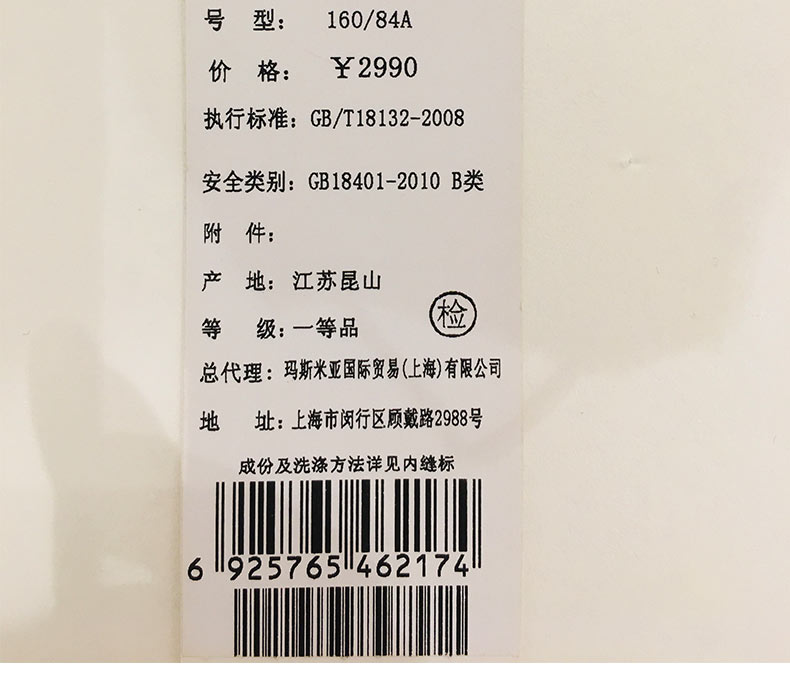 号 型： 160/84A
价 格： ￥2990
执行标准：GB/T18132-2008
安全类别：GB18401-2010 B类
附 件：
产 地：江苏昆山
等 级：一等品
检
总代理：玛斯米亚国际贸易(上海)有限公司
地 址：上海市闵行区顾戴路2988号
成份及洗涤方法详见内缝标
6 925765 462174